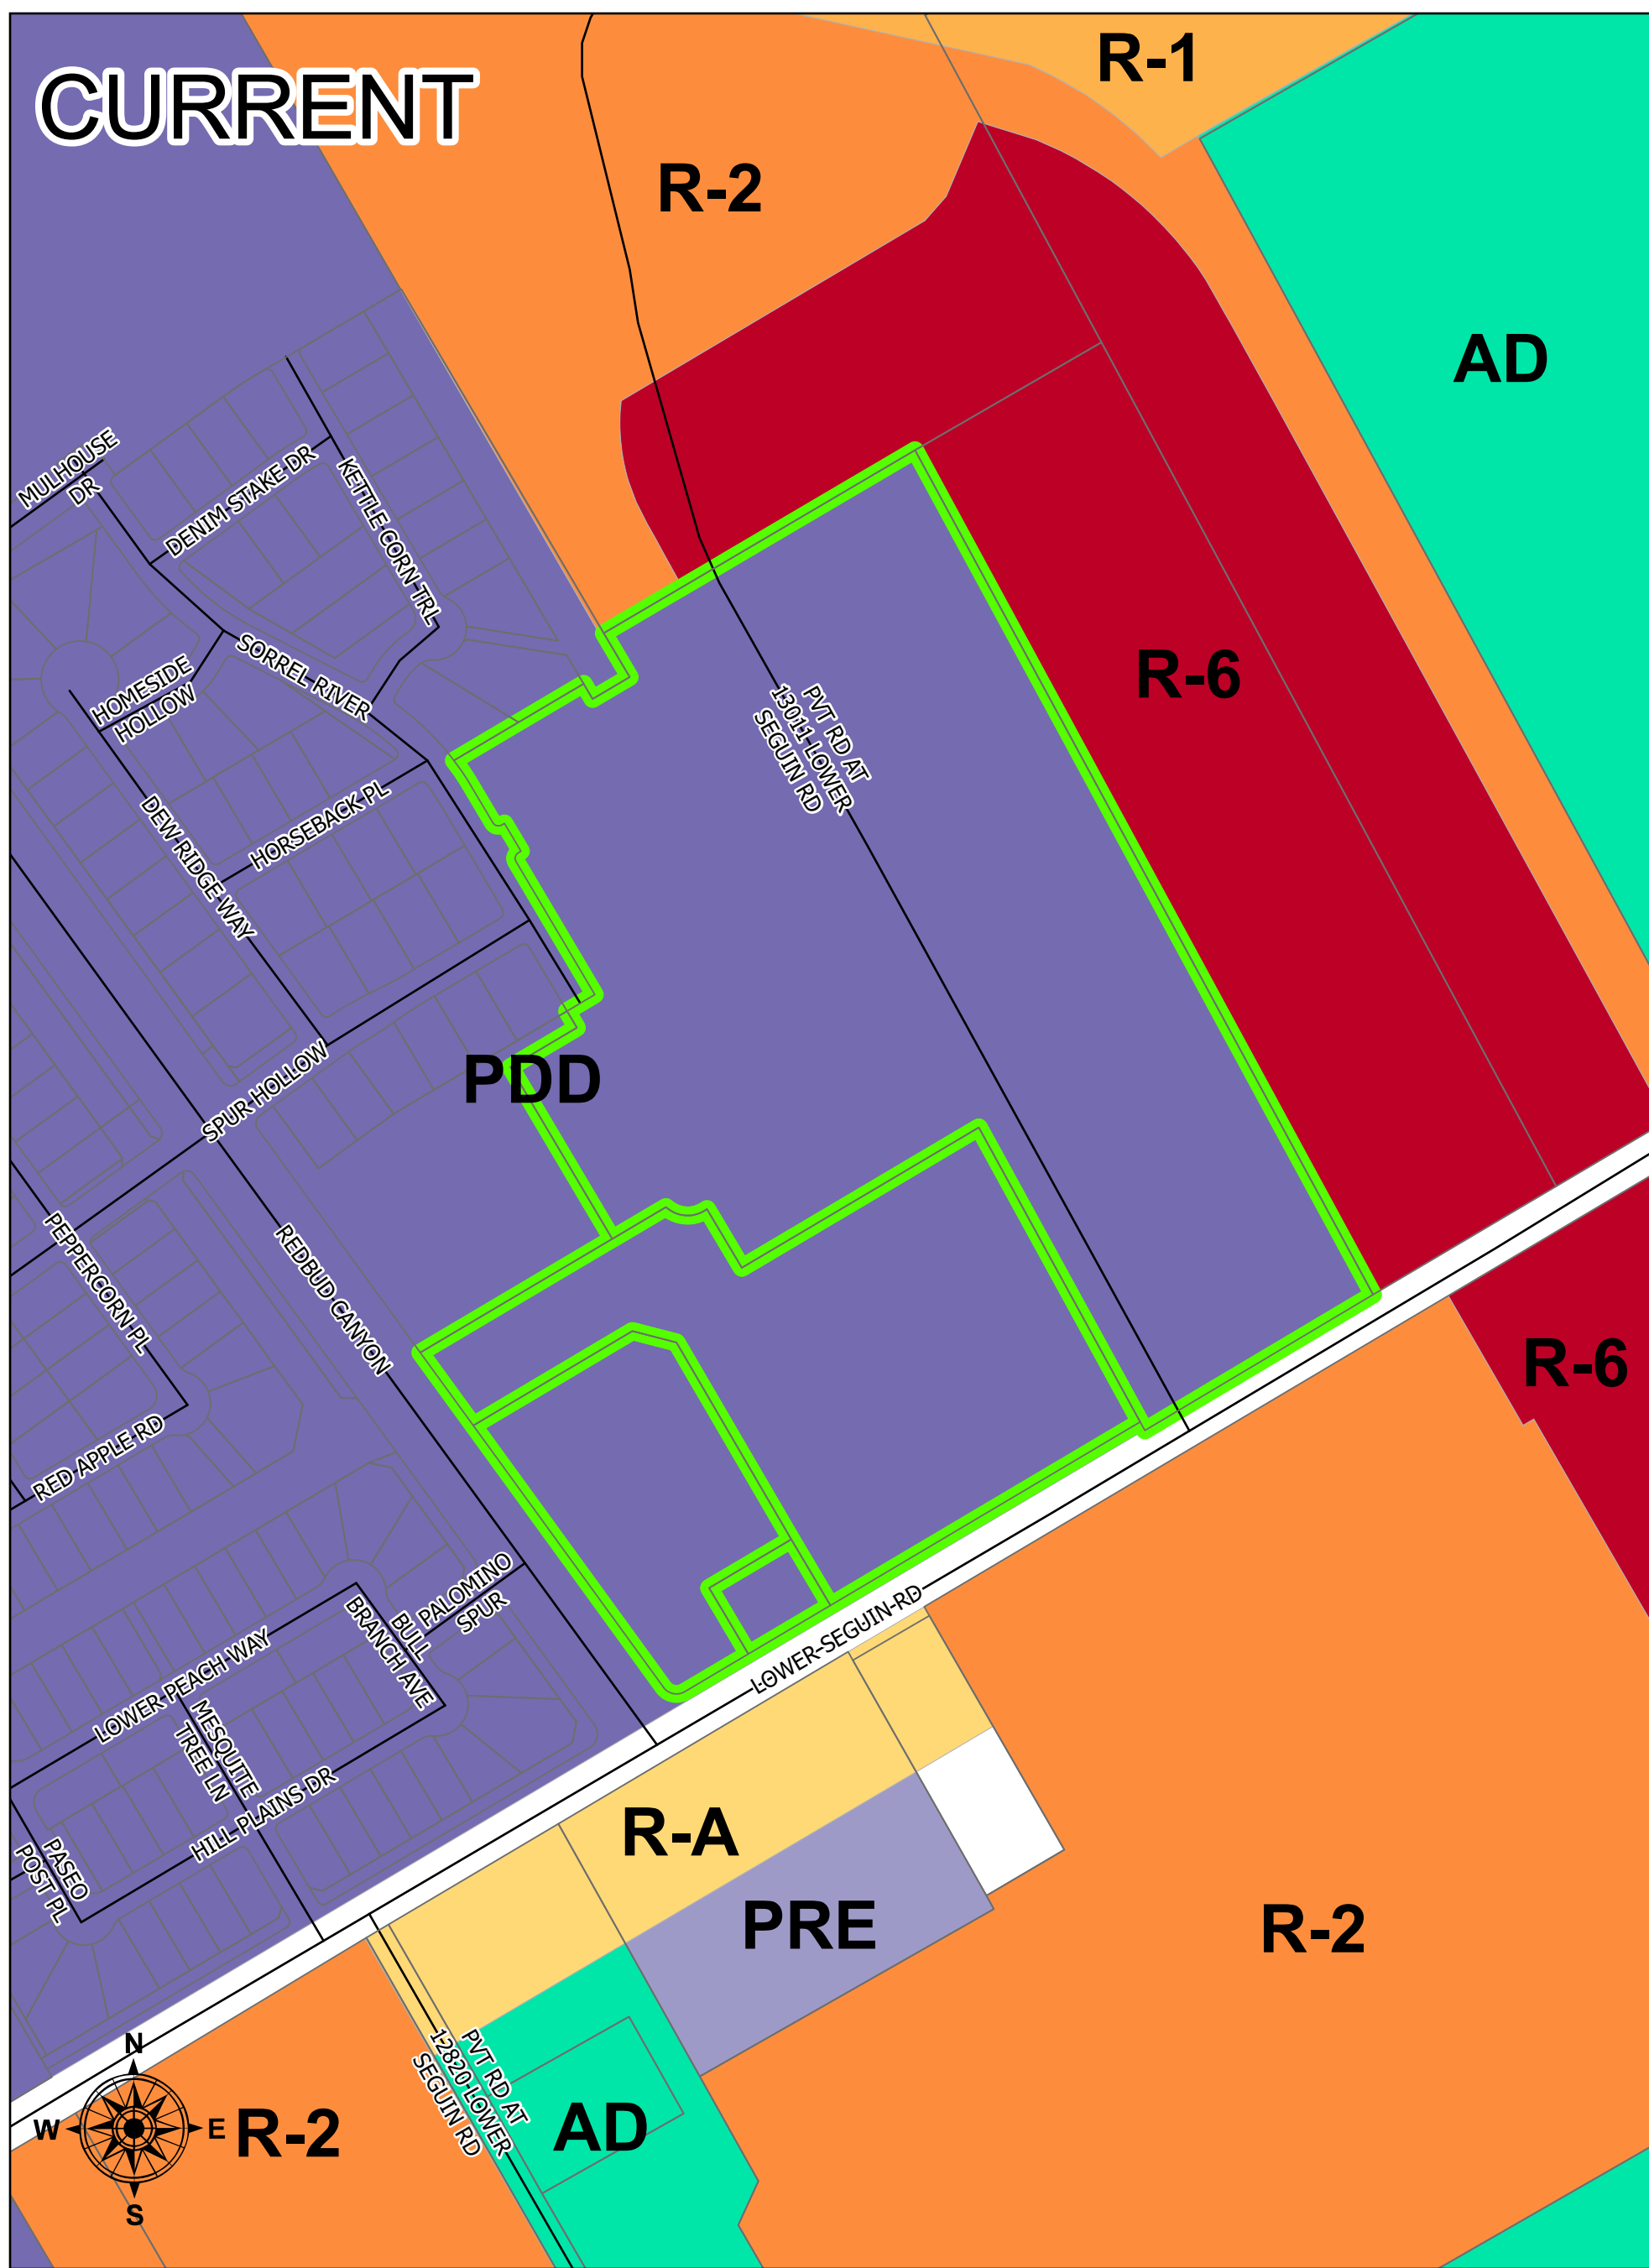 CURRENT
R-1
R-2
AD
R-6
MULHOUSE
DR
DENIM STAKE DR
KETTLE CORN TRL
SORREL RIVER
HOMESIDE
HOLLOW
HORSEBACK PL
DEW RIDGE WAY
PVT RD AT
13011 LOWER
SEGUIN RD
PDD
SPUR HOLLOW
PEPPERCORN PL
REDBUD CANYON
RED APPLE RD
R-6
PALOMINO
SPUR
BULL
BRANCH AVE
LOWER PEACH WAY
MESQUITE
TREE LN
HILL PLAINS DR
PASEO
POST PL
LOWER-SEGUIN-RD
R-A
PRE
R-2
PVT RD AT
12820 LOWER
SEGUIN RD
AD
R-2
N
W
E
S